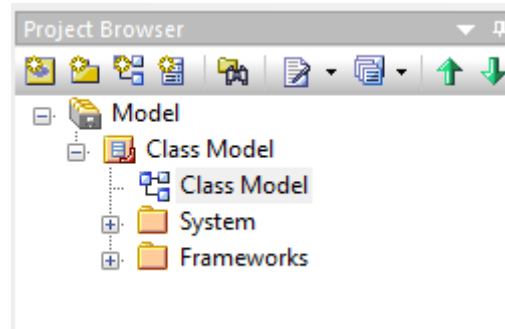 Project Browser
Model
Class Model
Class Model
System
Frameworks